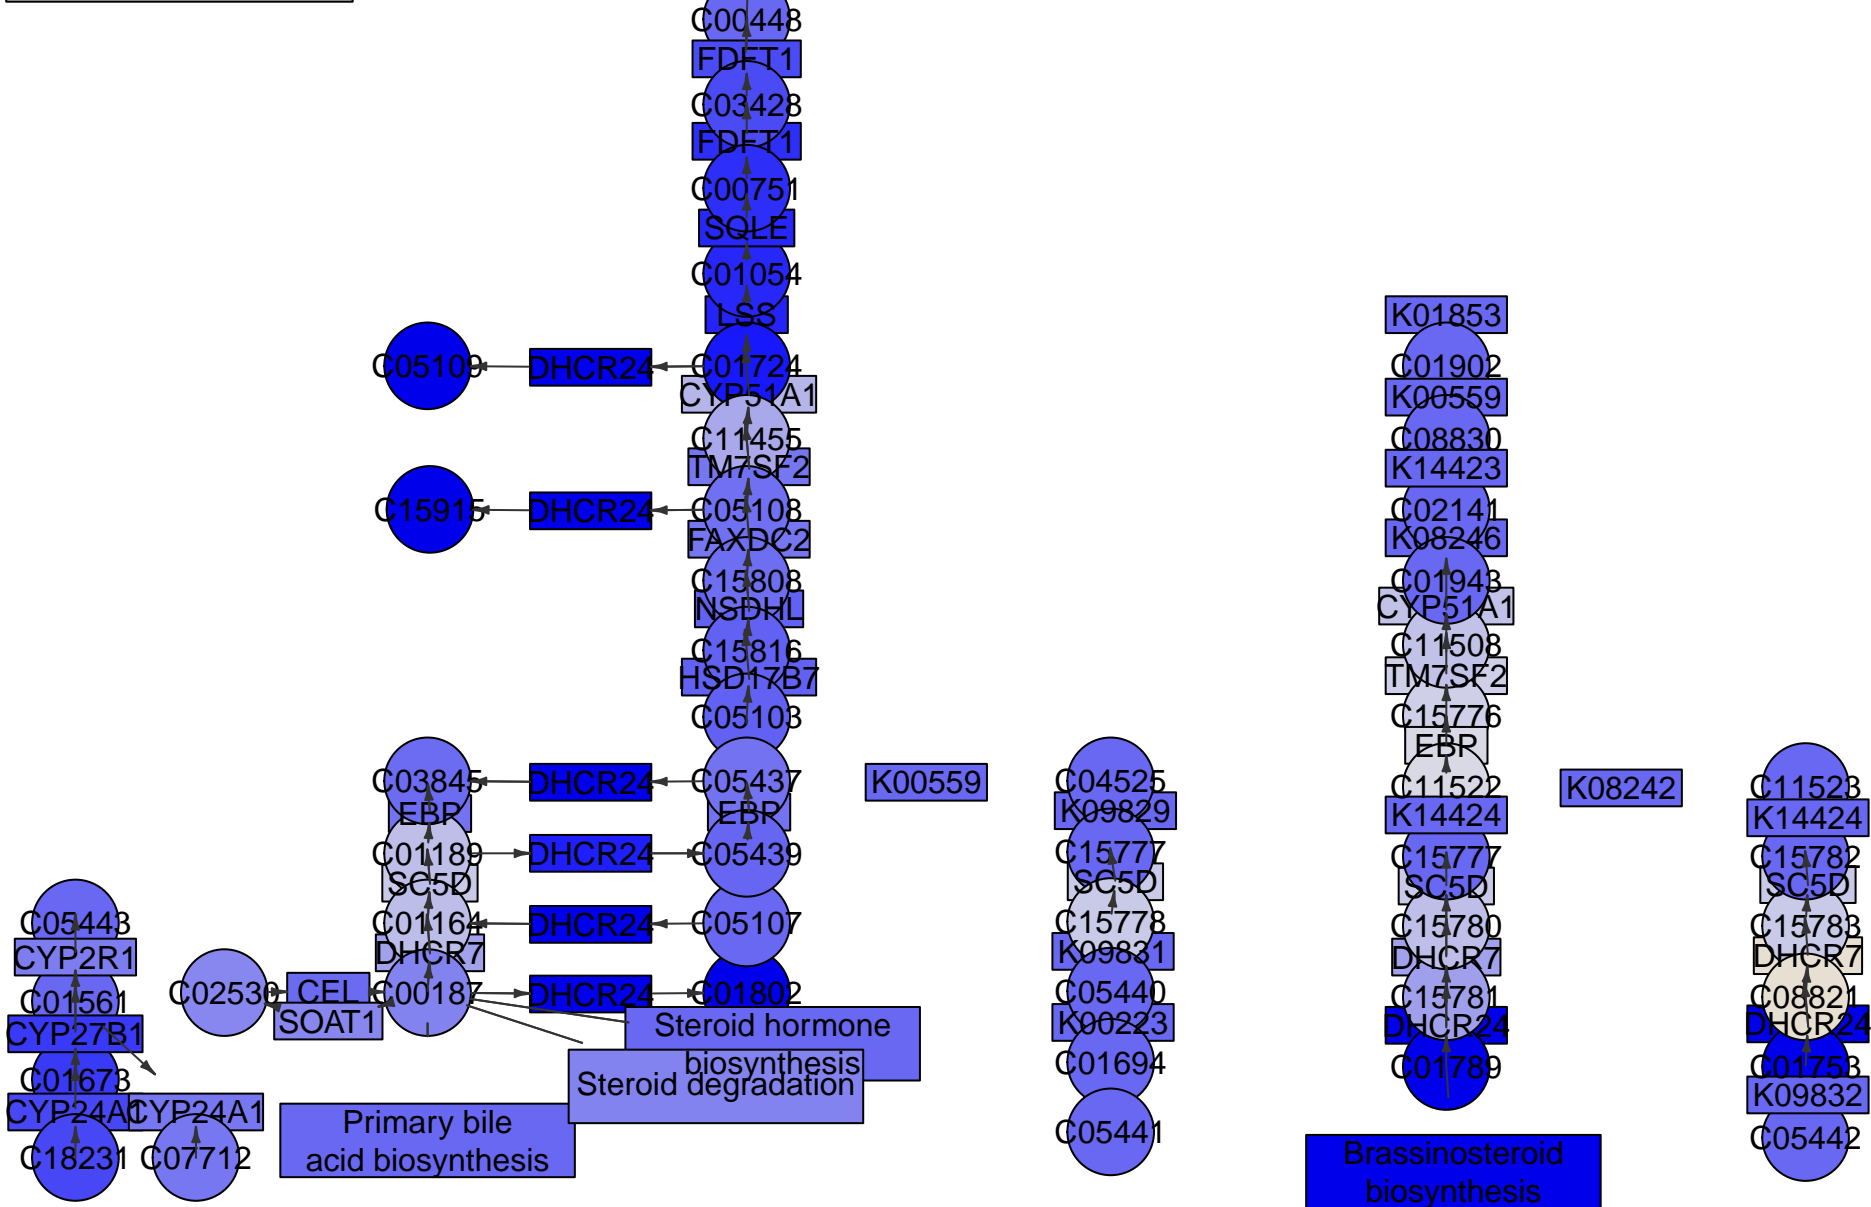 C00448
FDFT1
C03428
FDFT1
C00751
SQLE
C01054
LSS
C05109
DHCR24
C01724
CYP51A1
C11455
TM7SF2
C15915
DHCR24
C05108
FAXDC2
C15808
NSDHL
C15816
HSD17B7
C05103
C03845
DHCR24
C05437
EBP
EBP
C01189
DHCR24
C05439
SC5D
C01164
DHCR24
C05107
DHCR7
C02530
CEL
C00187
DHCR24
C01802
SOAT1
Steroid hormone
biosynthesis
Steroid degradation
C05443
CYP2R1
C01561
CYP27B1
C01673
CYP24A1
CYP24A1
C18231
C07712
Primary bile
acid biosynthesis
K00559
C04525
K09829
C15777
SC5D
C15778
K09831
C05440
K00223
C01694
C05441
K01853
C01902
K00559
C08830
K14423
C02141
K08246
C01943
CYP51A1
C11508
TM7SF2
C15776
EBP
C11522
K14424
C15777
SC5D
C15780
DHCR7
C15781
DHCR24
C01789
Brassinosteroid
biosynthesis
K08242
C11523
K14424
C15782
SC5D
C15783
DHCR7
C08821
DHCR24
C01753
K09832
C05442